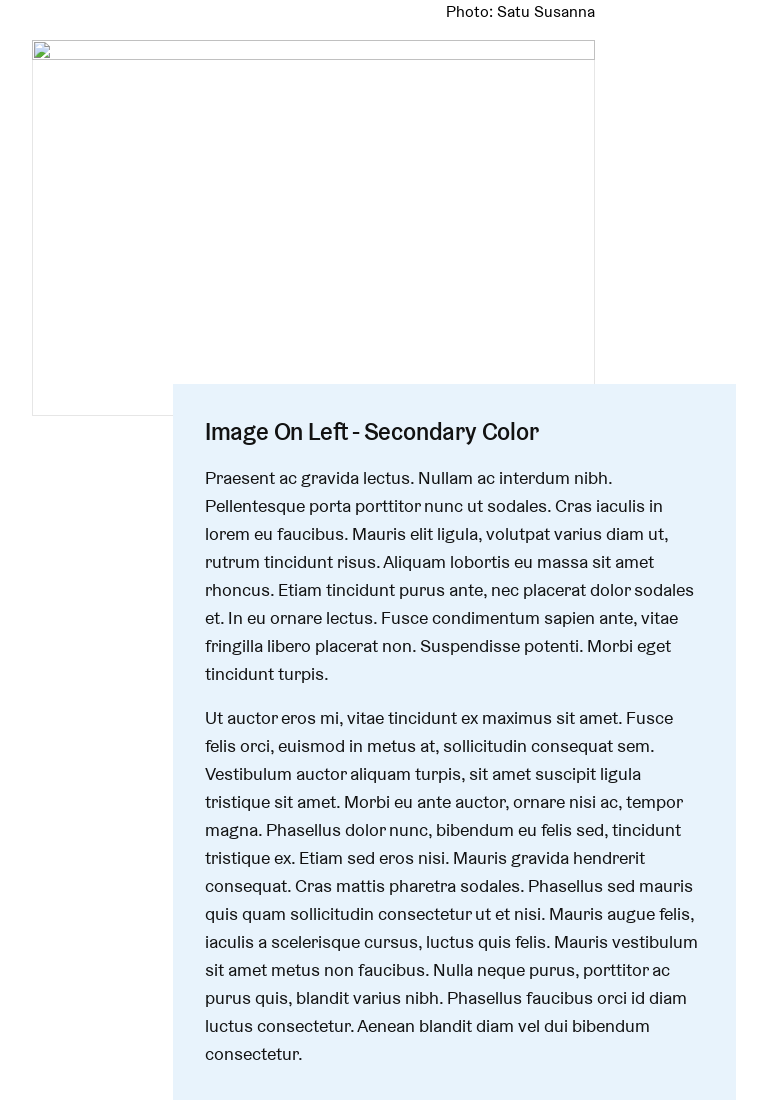 Photo: Satu Susanna
Image On Left - Secondary Color
Praesent ac gravida lectus. Nullam ac interdum nibh.
Pellentesque porta porttitor nunc ut sodales. Cras iaculis in
lorem eu faucibus. Mauris elit ligula, volutpat varius diam ut,
rutrum tincidunt risus. Aliquam lobortis eu massa sit amet
rhoncus. Etiam tincidunt purus ante, nec placerat dolor sodales
et. In eu ornare lectus. Fusce condimentum sapien ante, vitae
fringilla libero placerat non. Suspendisse potenti. Morbi eget
tincidunt turpis.
Ut auctor eros mi, vitae tincidunt ex maximus sit amet. Fusce
felis orci, euismod in metus at, sollicitudin consequat sem.
Vestibulum auctor aliquam turpis, sit amet suscipit ligula
tristique sit amet. Morbi eu ante auctor, ornare nisi ac, tempor
magna. Phasellus dolor nunc, bibendum eu felis sed, tincidunt
tristique ex. Etiam sed eros nisi. Mauris gravida hendrerit
consequat. Cras mattis pharetra sodales. Phasellus sed mauris
quis quam sollicitudin consectetur ut et nisi. Mauris augue felis,
iaculis a scelerisque cursus, luctus quis felis. Mauris vestibulum
sit amet metus non faucibus. Nulla neque purus, porttitor ac
purus quis, blandit varius nibh. Phasellus faucibus orci id diam
luctus consectetur. Aenean blandit diam vel dui bibendum
consectetur.